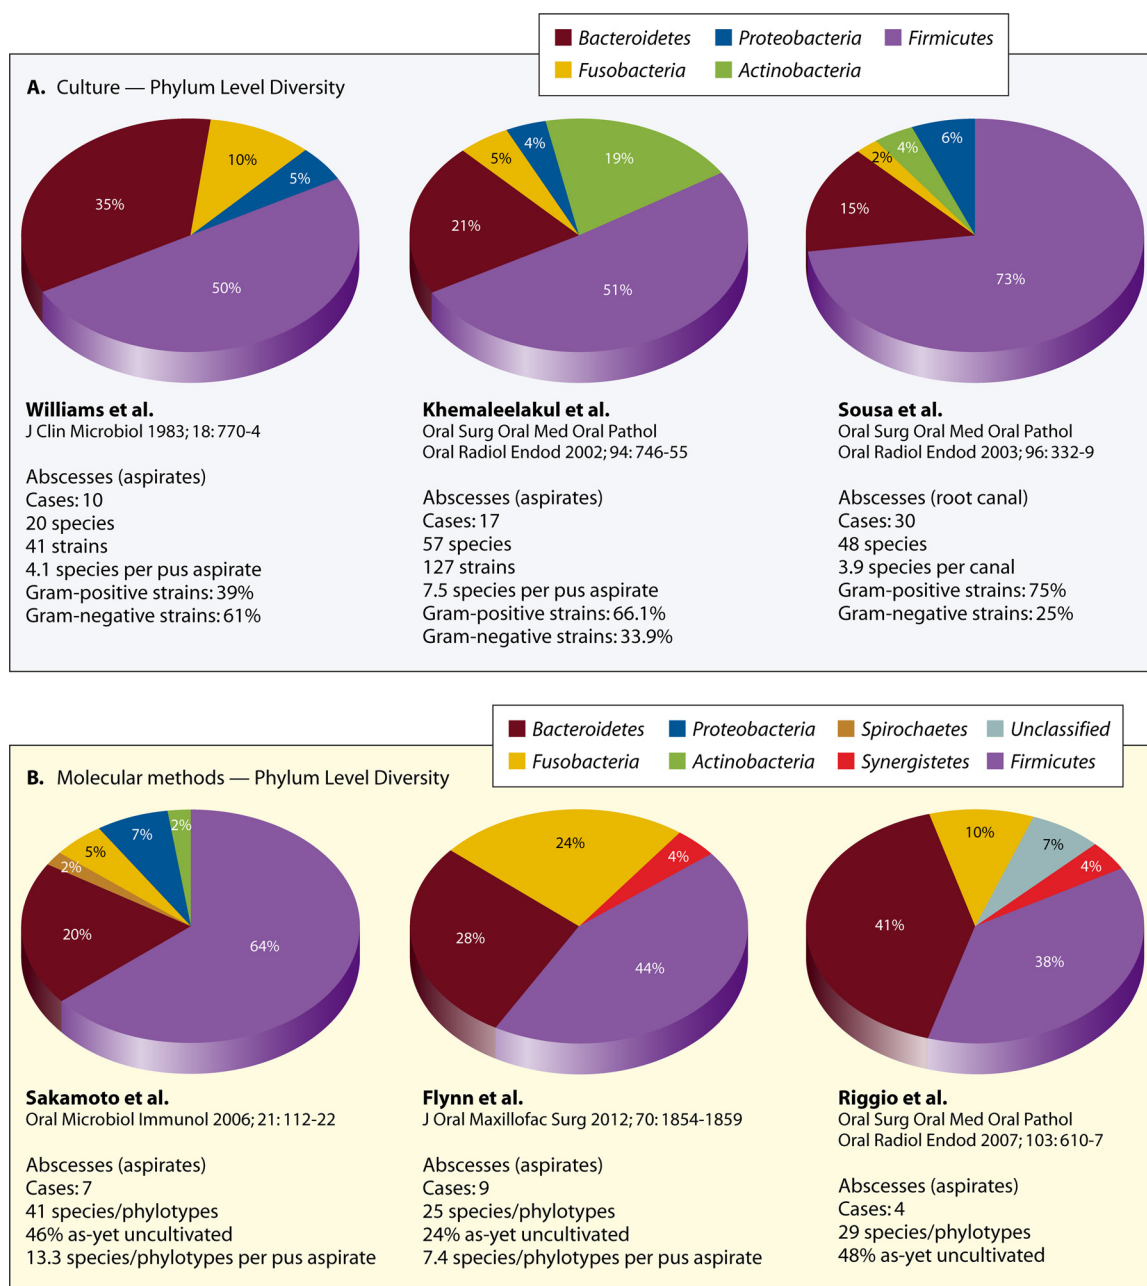 Bacteroidetes Proteobacteria Firmicutes
Fusobacteria Actinobacteria
A. Culture — Phylum Level Diversity
35%
10%
5%
50%
21%
5%
4%
19%
51%
15%
2%
4%
6%
73%
Williams et al.
J Clin Microbiol 1983; 18: 770-4
Abscesses (aspirates)
Cases: 10
20 species
41 strains
4.1 species per pus aspirate
Gram-positive strains: 39%
Gram-negative strains: 61%
Khemaleelakul et al.
Oral Surg Oral Med Oral Pathol
Oral Radiol Endod 2002; 94: 746-55
Abscesses (aspirates)
Cases: 17
57 species
127 strains
7.5 species per pus aspirate
Gram-positive strains: 66.1%
Gram-negative strains: 33.9%
Sousa et al.
Oral Surg Oral Med Oral Pathol
Oral Radiol Endod 2003; 96: 332-9
Abscesses (root canal)
Cases: 30
48 species
3.9 species per canal
Gram-positive strains: 75%
Gram-negative strains: 25%
Bacteroidetes Proteobacteria Spirochaetes Unclassified
Fusobacteria Actinobacteria Synergistetes Firmicutes
B. Molecular methods — Phylum Level Diversity
20%
2%
5%
7%
2%
64%
28%
24%
4%
44%
41%
10%
7%
4%
38%
Sakamoto et al.
Oral Microbiol Immunol 2006; 21: 112-22
Abscesses (aspirates)
Cases: 7
41 species/phylotypes
46% as-yet uncultivated
13.3 species/phylotypes per pus aspirate
Flynn et al.
J Oral Maxillofac Surg 2012; 70: 1854-1859
Abscesses (aspirates)
Cases: 9
25 species/phylotypes
24% as-yet uncultivated
7.4 species/phylotypes per pus aspirate
Riggio et al.
Oral Surg Oral Med Oral Pathol
Oral Radiol Endod 2007; 103: 610-7
Abscesses (aspirates)
Cases: 4
29 species/phylotypes
48% as-yet uncultivated